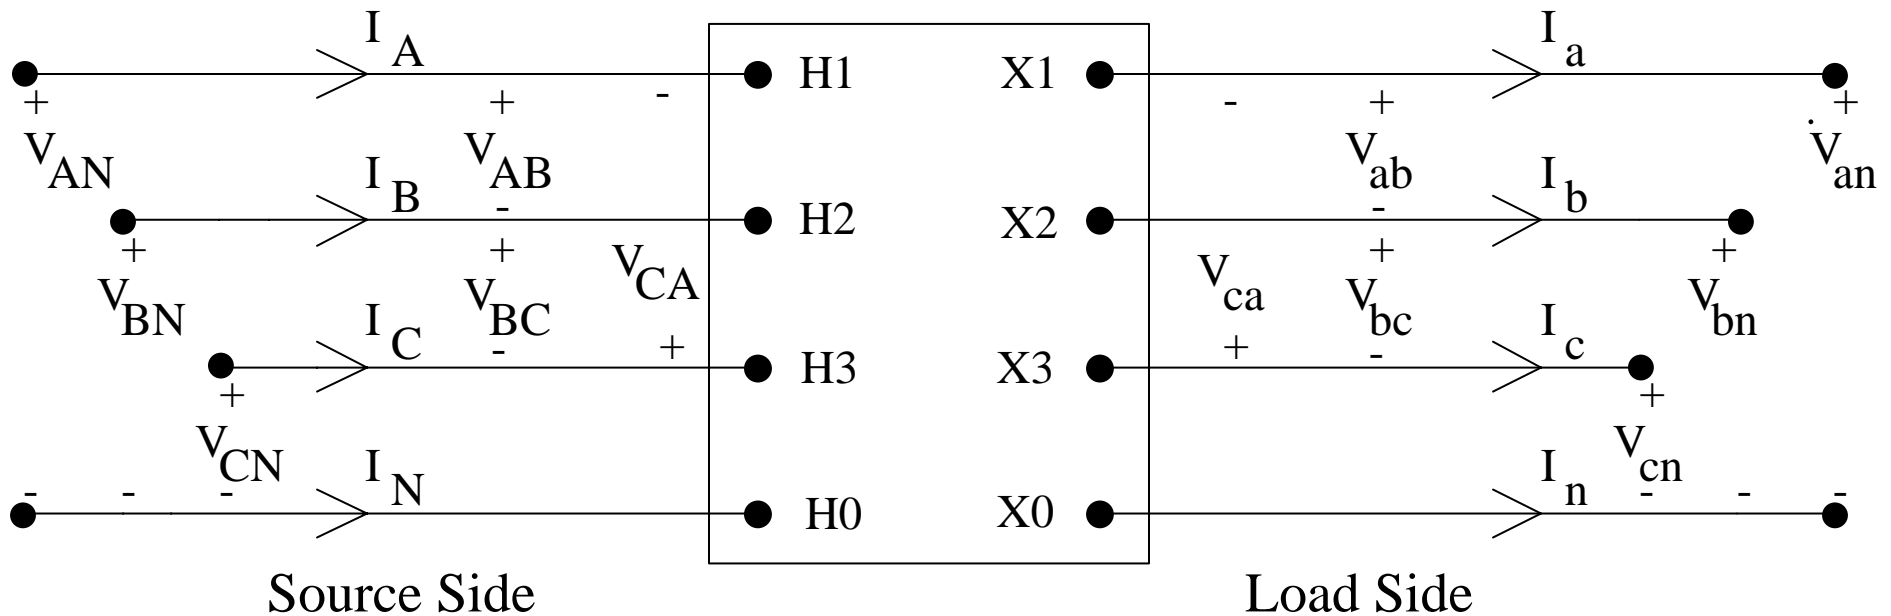 I A I a
H1 X1
+ + - - + +
V AN V AB V ab V an
I B I b
- -
H2 X2
+ + + +
V BN V BC V CA V ca V bc V bn
I C I c
- + + -
H3 X3
+ +
V CN V cn
I N I n
- - - - - -
H0 X0
Source Side Load Side